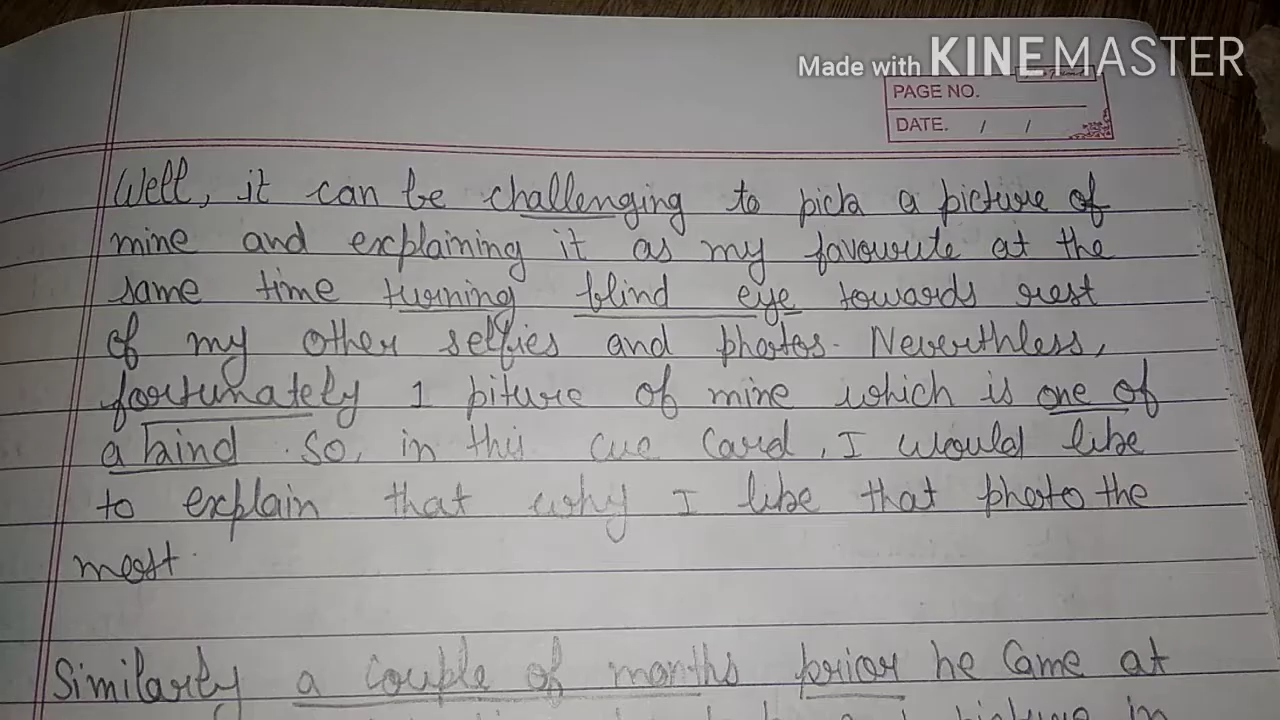 Made with KINEMASTER
PAGE NO.
DATE. / /
Well, it can be challenging to pick a picture of
mine and explaining it as my favourite at the
same time turning blind eye towards rest
of my other selfies and photos. Nevertheless,
fortunately 1 piture of mine which is one of
a kind. So, in this cue Card, I would like
to explain that why I like that photo the
most.
Similarly a couple of months prior he Came at